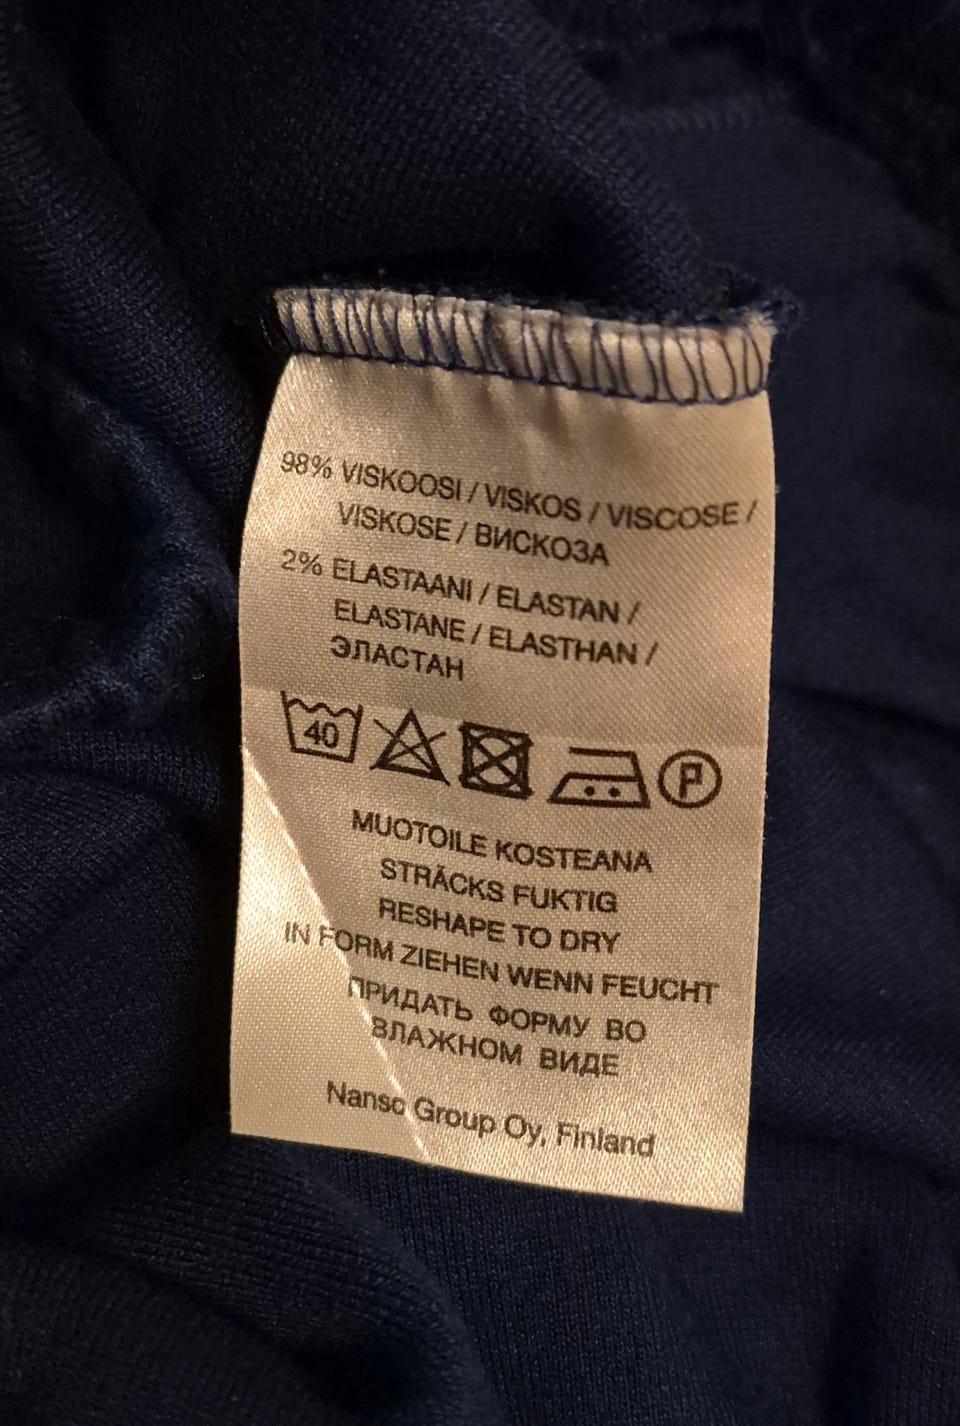 98% VISKOOSI / VISKOS / VISCOSE /
VISKOSE / ВИСКОЗА
2% ELASTAANI / ELASTAN /
ELASTANE / ELASTHAN /
ЭЛАСТАН
40
P
MUOTOILE KOSTEANA
STRÄCKS FUKTIG
RESHAPE TO DRY
IN FORM ZIEHEN WENN FEUCHT
ПРИДАТЬ ФОРМУ ВО
ВЛАЖНОМ ВИДЕ
Nanso Group Oy, Finland